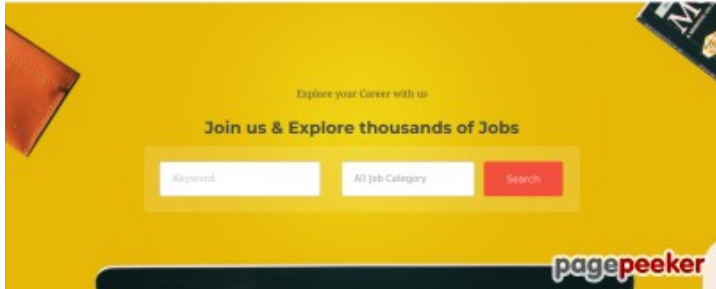 Explore your Career with us
Join us & Explore thousands of Jobs
Keyword
All Job Category
Search
pagepeeker